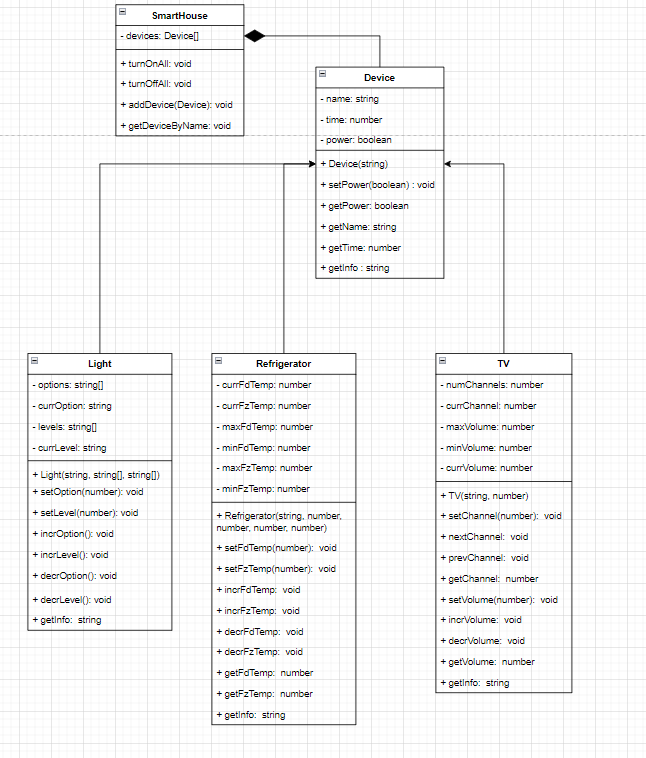 SmartHouse
- devices: Device[]
+ turnOnAll: void
+ turnOffAll: void
+ addDevice(Device): void
+ getDeviceByName: void
Device
- name: string
- time: number
- power: boolean
+ Device(string)
+ setPower(boolean) : void
+ getPower: boolean
+ getName: string
+ getTime: number
+ getInfo : string
Light
- options: string[]
- currOption: string
- levels: string[]
- currLevel: string
+ Light(string, string[], string[])
+ setOption(number): void
+ setLevel(number): void
+ incrOption(): void
+ incrLevel(): void
+ decrOption(): void
+ decrLevel(): void
+ getInfo: string
Refrigerator
- currFdTemp: number
- currFzTemp: number
- maxFdTemp: number
- minFdTemp: number
- maxFzTemp: number
- minFzTemp: number
+ Refrigerator(string, number,
number, number, number)
+ setFdTemp(number): void
+ setFzTemp(number): void
+ incrFdTemp: void
+ incrFzTemp: void
+ decrFdTemp: void
+ decrFzTemp: void
+ getFdTemp: number
+ getFzTemp: number
+ getInfo: string
TV
- numChannels: number
- currChannel: number
- maxVolume: number
- minVolume: number
- currVolume: number
+ TV(string, number)
+ setChannel(number): void
+ nextChannel: void
+ prevChannel: void
+ getChannel: number
+ setVolume(number): void
+ incrVolume: void
+ decrVolume: void
+ getVolume: number
+ getInfo: string